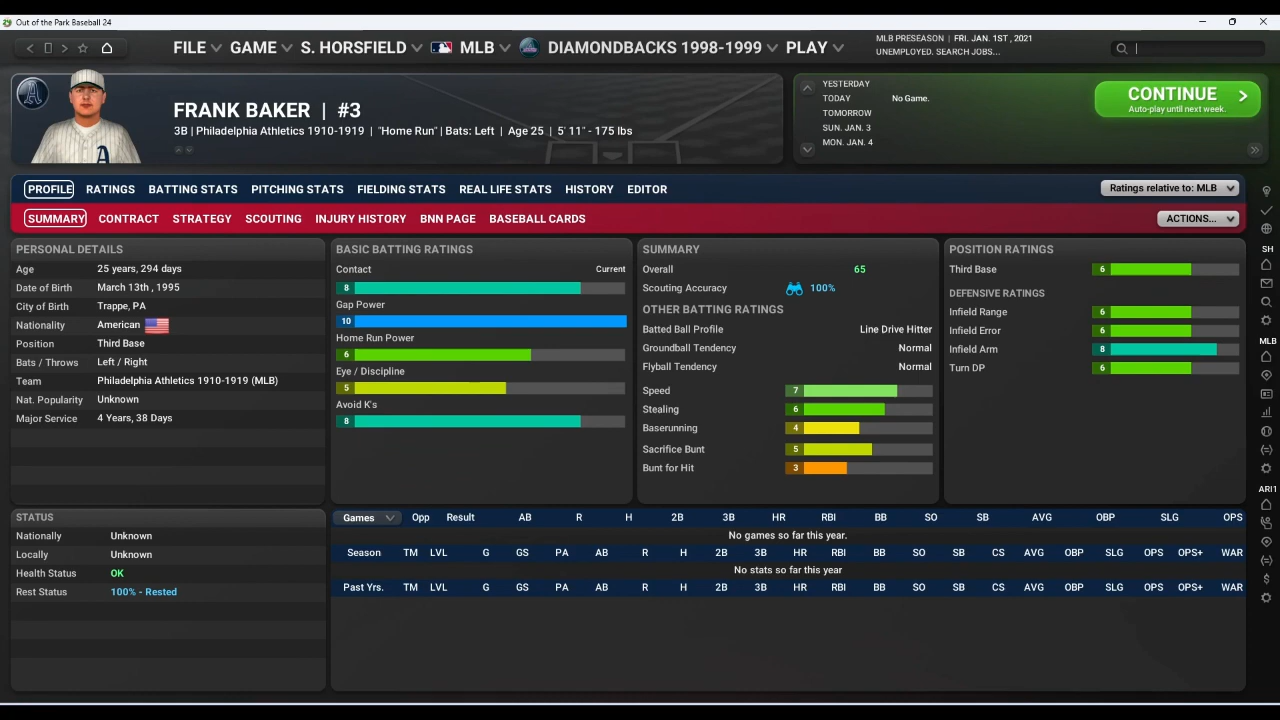 Out of the Park Baseball 24
FILE GAME S. HORSFIELD MLB DIAMONDBACKS 1998-1999 PLAY
MLB PRESEASON | FRI. JAN. 1ST, 2021
UNEMPLOYED. SEARCH JOBS...
FRANK BAKER | #3
3B | Philadelphia Athletics 1910-1919 | "Home Run" | Bats: Left | Age 25 | 5' 11" - 175 lbs
YESTERDAY
TODAY No Game.
TOMORROW
SUN. JAN. 3
MON. JAN. 4
CONTINUE
Auto-play until next week.
PROFILE RATINGS BATTING STATS PITCHING STATS FIELDING STATS REAL LIFE STATS HISTORY EDITOR
Ratings relative to: MLB
SUMMARY CONTRACT STRATEGY SCOUTING INJURY HISTORY BNN PAGE BASEBALL CARDS
ACTIONS...
PERSONAL DETAILS
Age 25 years, 294 days
Date of Birth March 13th , 1995
City of Birth Trappe, PA
Nationality American
Position Third Base
Bats / Throws Left / Right
Team Philadelphia Athletics 1910-1919 (MLB)
Nat. Popularity Unknown
Major Service 4 Years, 38 Days
BASIC BATTING RATINGS
Contact Current
8
Gap Power
10
Home Run Power
6
Eye / Discipline
5
Avoid K's
8
SUMMARY
Overall 65
Scouting Accuracy 100%
OTHER BATTING RATINGS
Batted Ball Profile Line Drive Hitter
Groundball Tendency Normal
Flyball Tendency Normal
Speed 7
Stealing 6
Baserunning 4
Sacrifice Bunt 5
Bunt for Hit 3
POSITION RATINGS
Third Base 6
DEFENSIVE RATINGS
Infield Range 6
Infield Error 6
Infield Arm 8
Turn DP 6
STATUS
Nationally Unknown
Locally Unknown
Health Status OK
Rest Status 100% - Rested
Games Opp Result AB R H 2B 3B HR RBI BB SO SB AVG OBP SLG OPS
No games so far this year.
Season TM LVL G GS PA AB R H 2B 3B HR RBI BB SO SB CS AVG OBP SLG OPS OPS+ WAR
No stats so far this year
Past Yrs. TM LVL G GS PA AB R H 2B 3B HR RBI BB SO SB CS AVG OBP SLG OPS OPS+ WAR
SH
MLB
ARI1